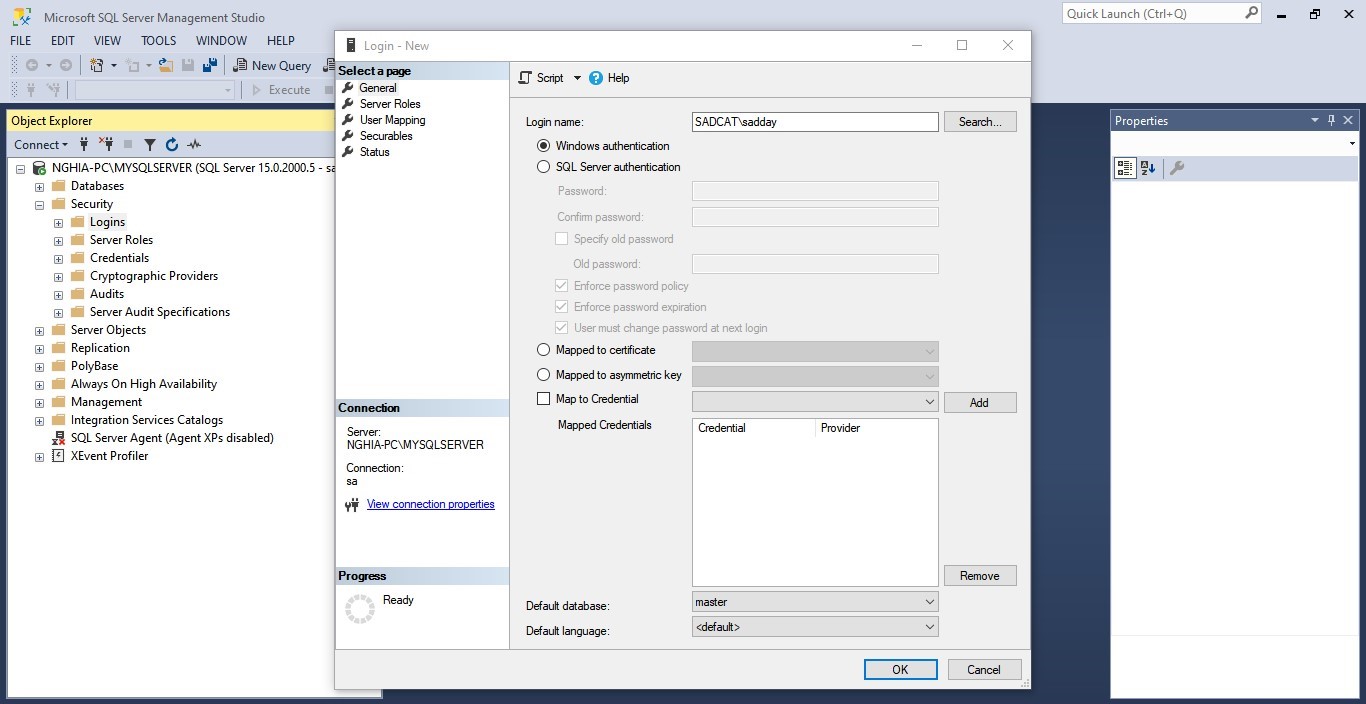 Microsoft SQL Server Management Studio
Quick Launch (Ctrl+Q)
FILE EDIT VIEW TOOLS WINDOW HELP
New Query
Execute
Object Explorer
Connect
NGHIA-PC\MYSQLSERVER (SQL Server 15.0.2000.5 - sa
Databases
Security
Logins
Server Roles
Credentials
Cryptographic Providers
Audits
Server Audit Specifications
Server Objects
Replication
PolyBase
Always On High Availability
Management
Integration Services Catalogs
SQL Server Agent (Agent XPs disabled)
XEvent Profiler
Login - New
Select a page
General
Server Roles
User Mapping
Securables
Status
Connection
Server:
NGHIA-PC\MYSQLSERVER
Connection:
sa
View connection properties
Progress
Ready
Script Help
Login name: SADCAT\sadday Search...
Windows authentication
SQL Server authentication
Password:
Confirm password:
Specify old password
Old password:
Enforce password policy
Enforce password expiration
User must change password at next login
Mapped to certificate
Mapped to asymmetric key
Map to Credential Add
Mapped Credentials Credential Provider
Remove
Default database: master
Default language: <default>
OK Cancel
Properties